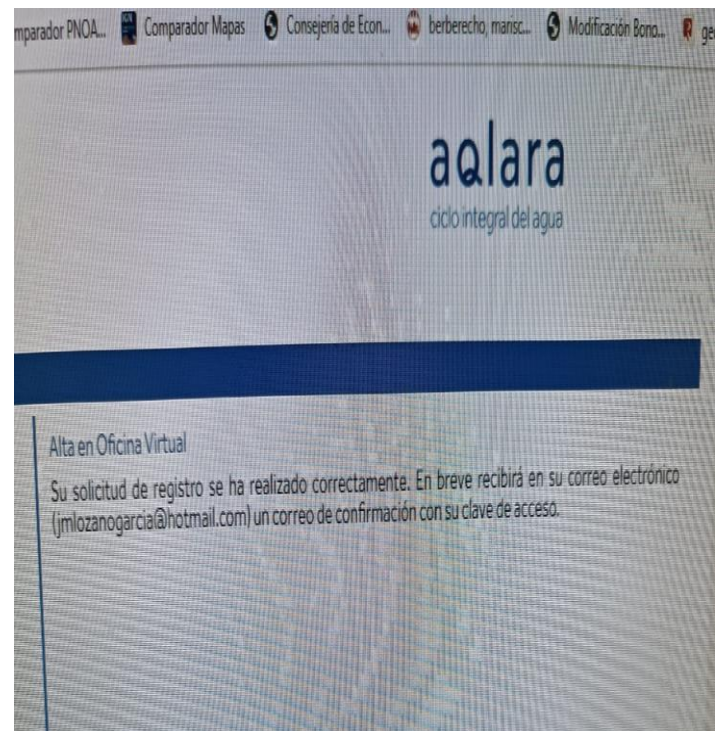 mparador PNOA... Comparador Mapas Consejería de Econ... berberecho, marisc... Modificación Bono... ge
aqlara
ciclo integral del agua
Alta en Oficina Virtual
Su solicitud de registro se ha realizado correctamente. En breve recibirá en su correo electrónico
(jmlozanogarcia@hotmail.com) un correo de confirmación con su clave de acceso.